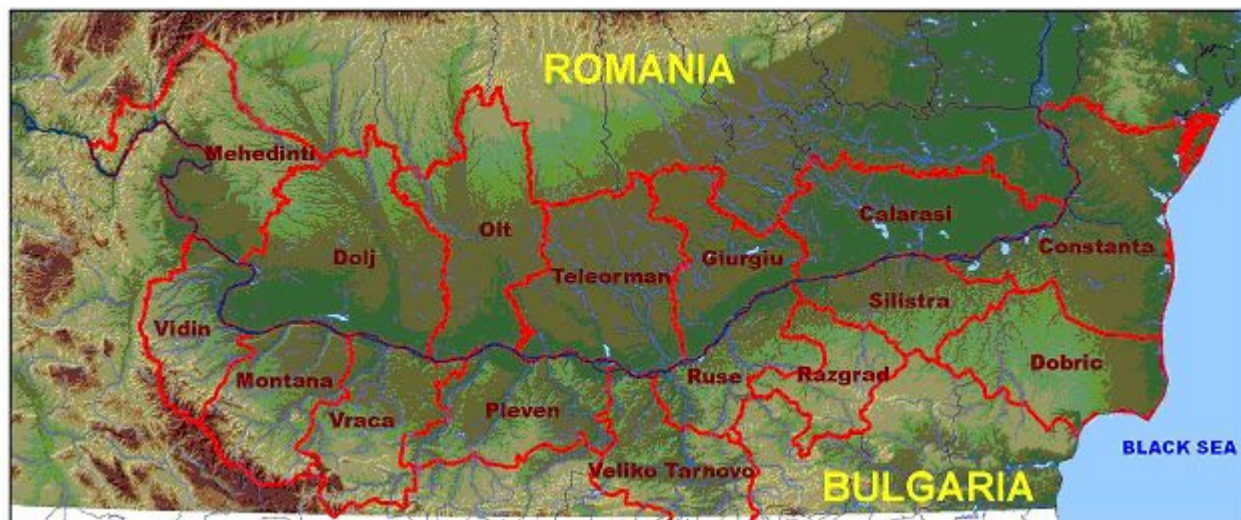 ROMANIA
Mehedinti
Calarasi
Olt
Constanta
Dolj
Giurgiu
Teleorman
Silistra
Vidin
Dobric
Montana
Ruse
Razgrad
Vraca
Pleven
BLACK SEA
Veliko Tarnovo
BULGARIA